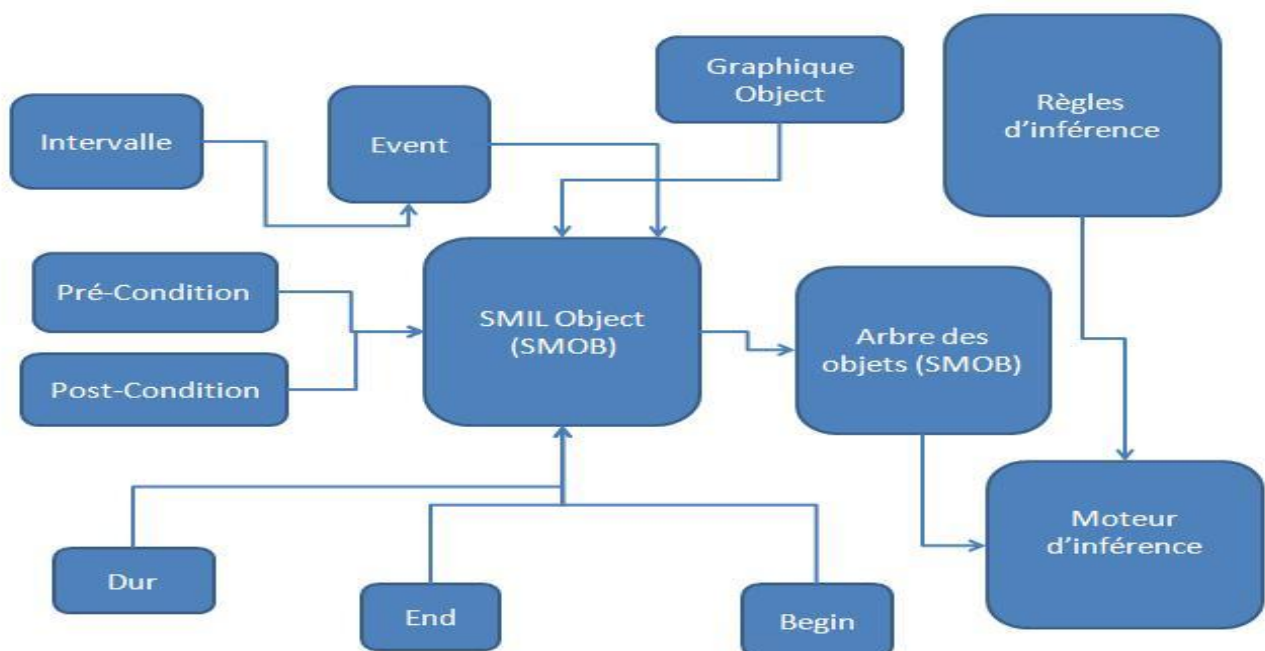 Graphique
Object
Règles
d'inférence
Intervalle
Event
Pré-Condition
SMIL Object
(SMOB)
Arbre des
objets (SMOB)
Post-Condition
Moteur
d'inférence
Dur
End
Begin